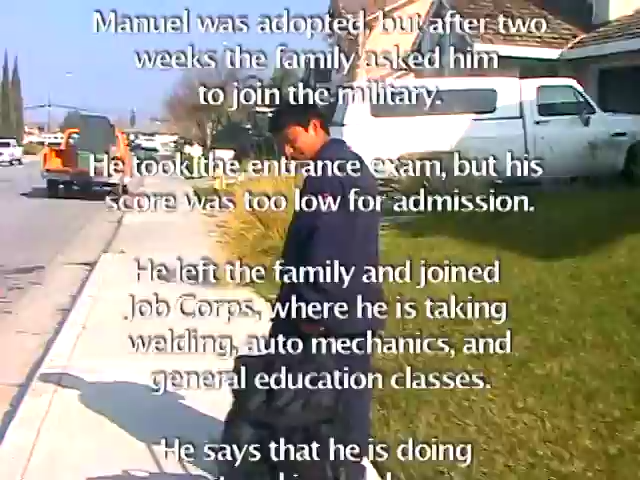 Manuel was adopted, but after two
weeks the family asked him
to join the military.
He took the entrance exam, but his
score was too low for admission.
He left the family and joined
Job Corps, where he is taking
welding, auto mechanics, and
general education classes.
He says that he is doing